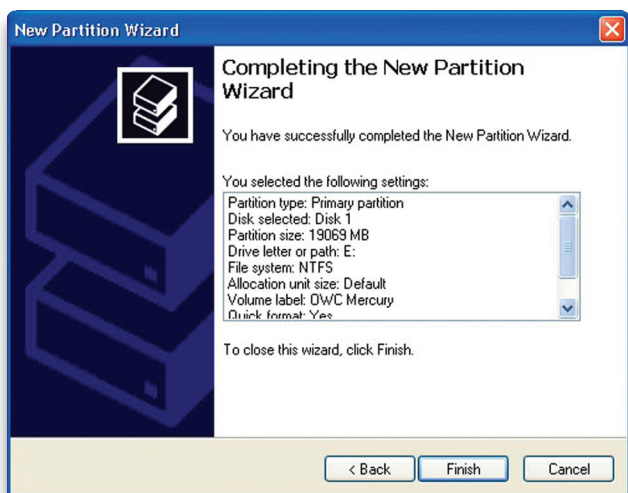 New Partition Wizard
Completing the New Partition
Wizard
You have successfully completed the New Partition Wizard.
You selected the following settings:
Partition type: Primary partition
Disk selected: Disk 1
Partition size: 19069 MB
Drive letter or path: E:
File system: NTFS
Allocation unit size: Default
Volume label: OWC Mercury
Quick format: Yes
To close this wizard, click Finish.
< Back
Finish
Cancel